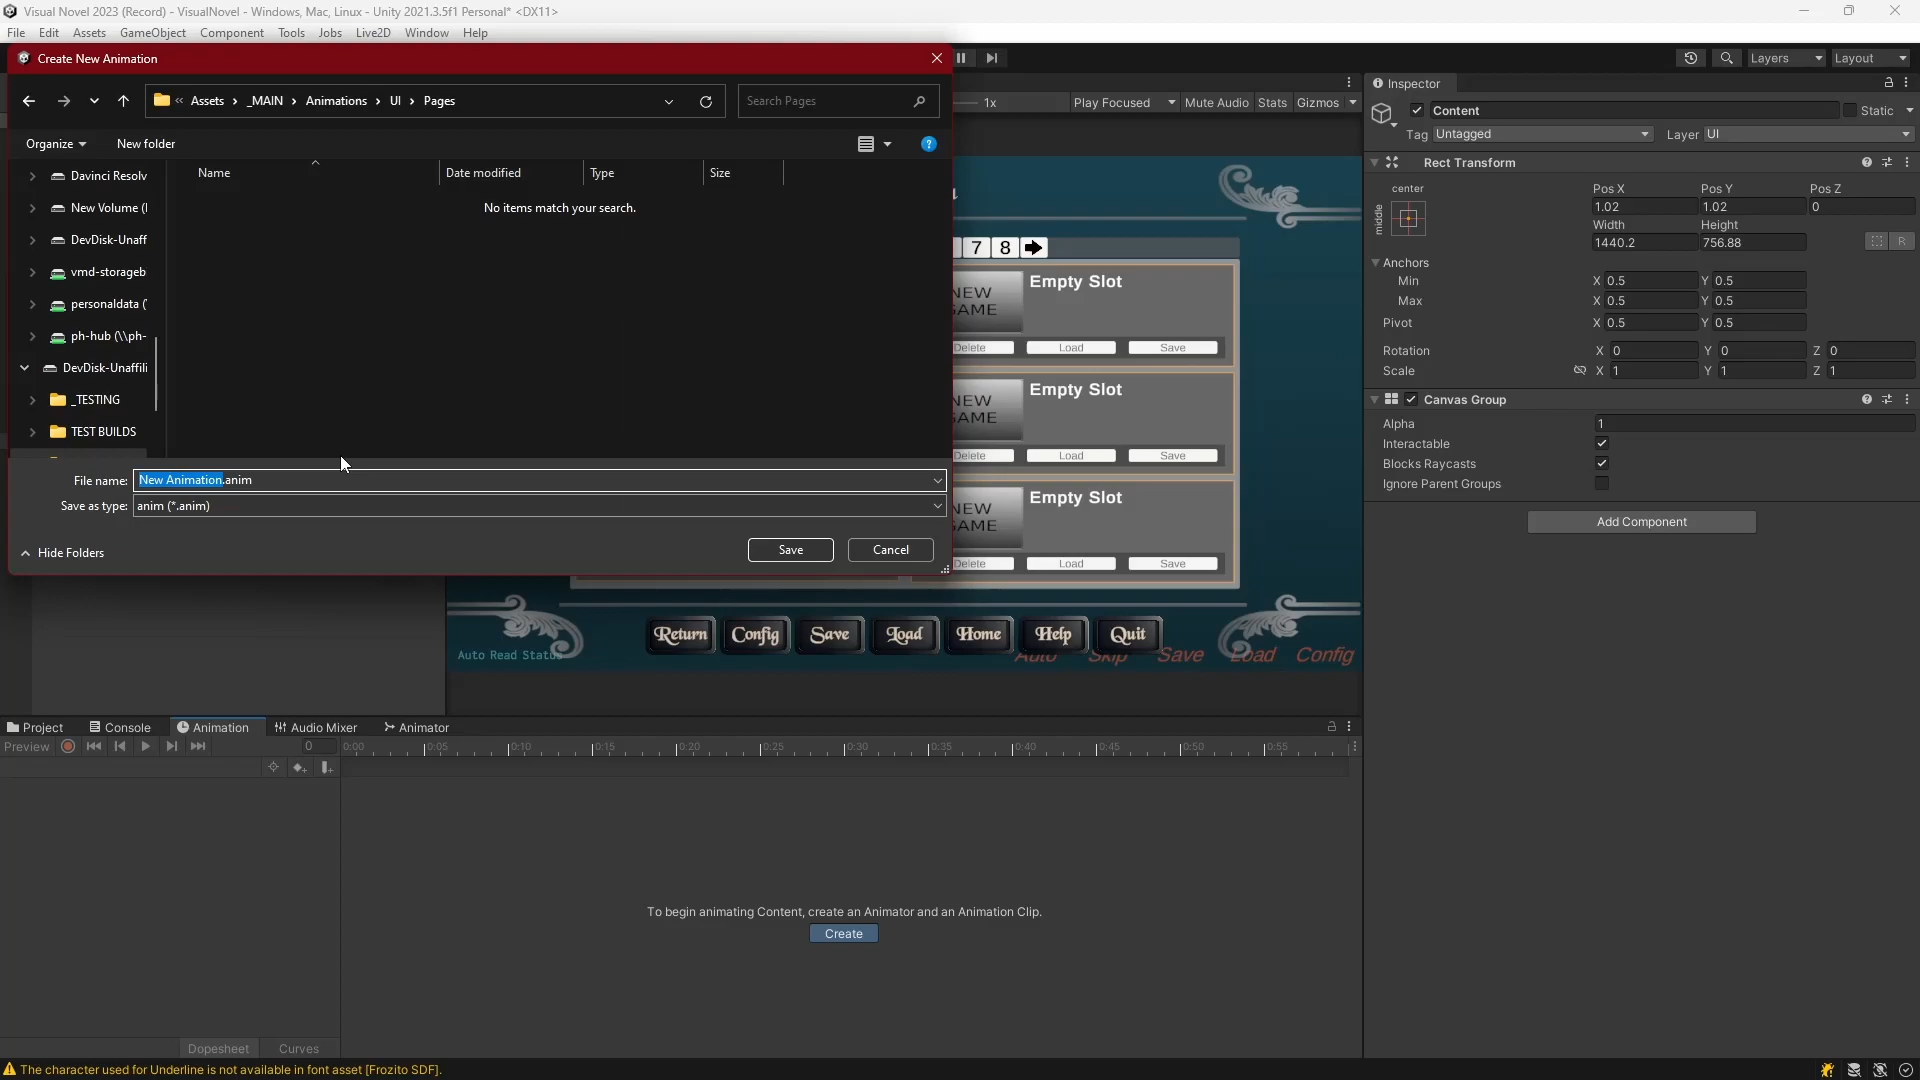 Visual Novel 2023 (Record) - VisualNovel - Windows, Mac, Linux - Unity 2021.3.5f1 Personal* <DX11>
File Edit Assets GameObject Component Tools Jobs Live2D Window Help
Create New Animation
Assets › _MAIN › Animations › UI › Pages
Search Pages
Organize
New folder
Name Date modified Type Size
No items match your search.
Davinci Resolv
New Volume (
DevDisk-Unaff
vmd-storageb
personaldata (
ph-hub (\\ph-
DevDisk-Unaffili
_TESTING
TEST BUILDS
File name: New Animation.anim
Save as type: anim (*.anim)
Hide Folders
Save
Cancel
Layers
Layout
1x Play Focused Mute Audio Stats Gizmos
7 8
NEW GAME
Empty Slot
Delete Load Save
NEW GAME
Empty Slot
Delete Load Save
NEW GAME
Empty Slot
Delete Load Save
Return Config Save Load Home Help Quit
Auto Read Status
Auto Skip Save Load Config
Inspector
Content
Static
Tag Untagged
Layer UI
Rect Transform
center
middle
Pos X Pos Y Pos Z
1.02 1.02 0
Width Height
1440.2 756.88
R
Anchors
Min X 0.5 Y 0.5
Max X 0.5 Y 0.5
Pivot X 0.5 Y 0.5
Rotation X 0 Y 0 Z 0
Scale X 1 Y 1 Z 1
Canvas Group
Alpha 1
Interactable
Blocks Raycasts
Ignore Parent Groups
Add Component
Project Console Animation Audio Mixer Animator
Preview
0
0:00 0:05 0:10 0:15 0:20 0:25 0:30 0:35 0:40 0:45 0:50 0:55
To begin animating Content, create an Animator and an Animation Clip.
Create
Dopesheet Curves
The character used for Underline is not available in font asset [Frozito SDF].